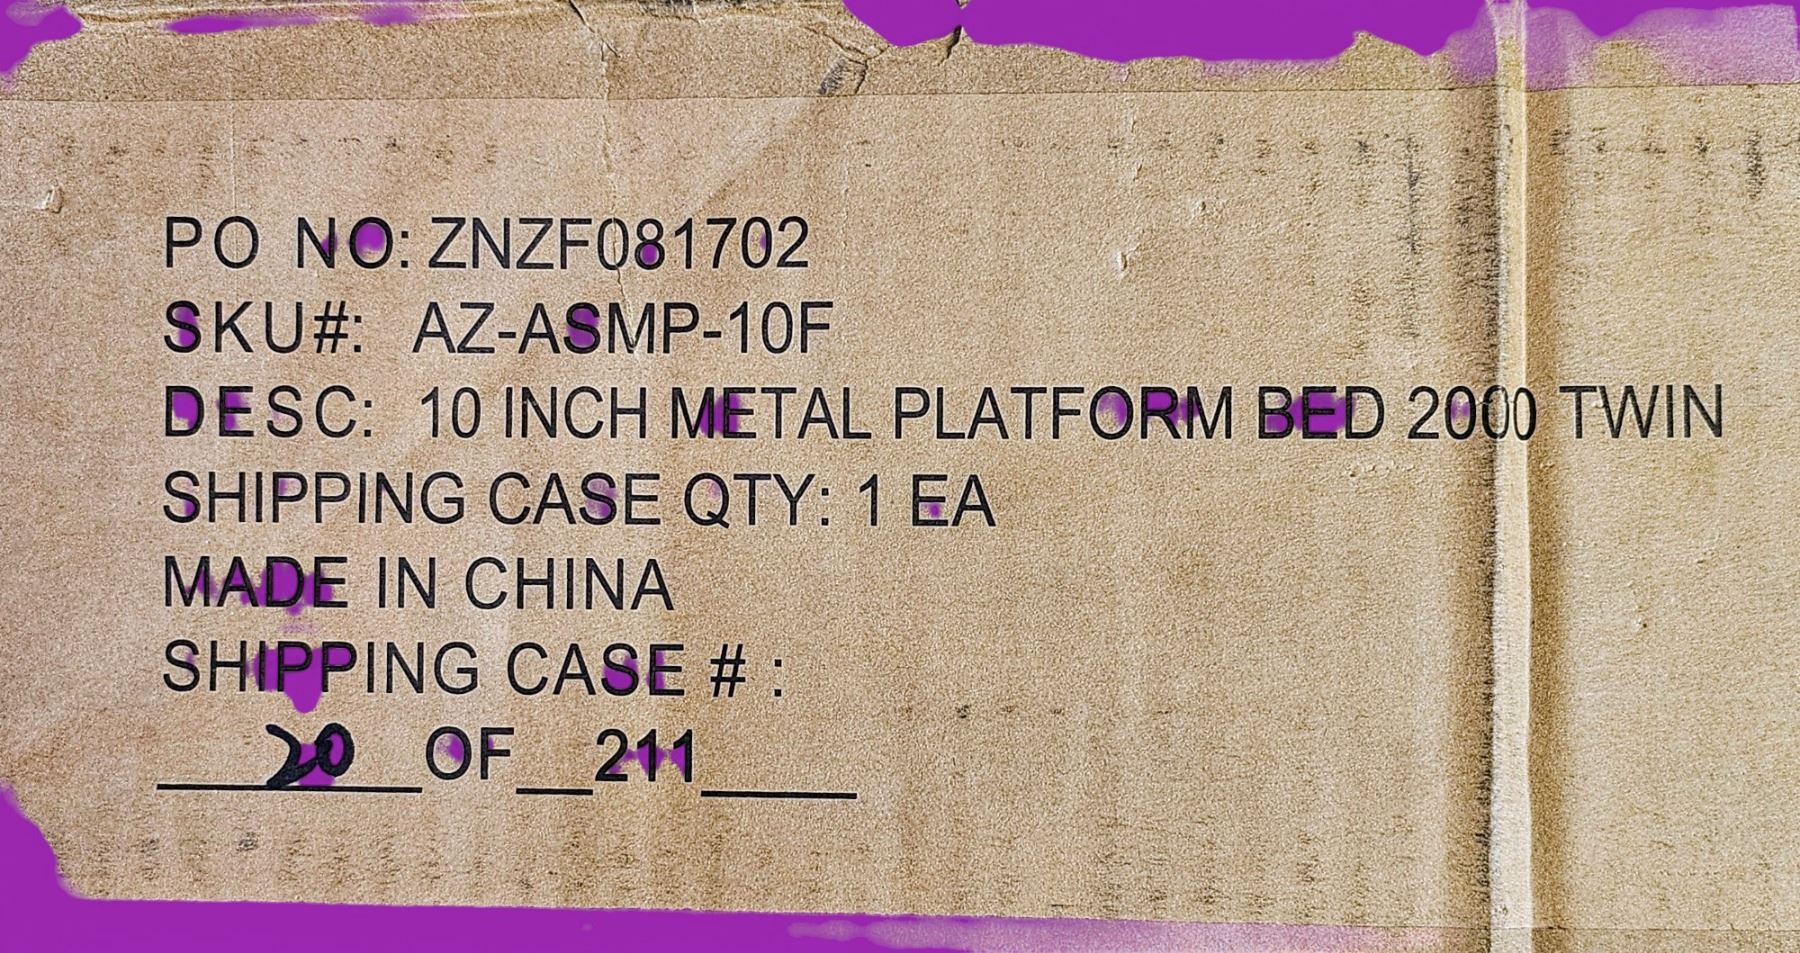 PO NO: ZNZF081702
SKU#: AZ-ASMP-10F
DESC: 10 INCH METAL PLATFORM BED 2000 TWIN
SHIPPING CASE QTY: 1 EA
MADE IN CHINA
SHIPPING CASE # :
20 OF 211